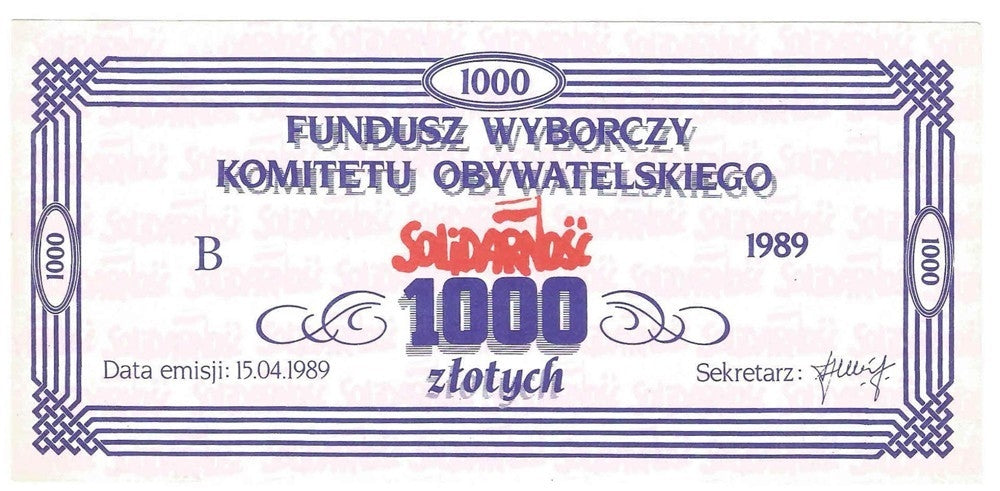 1000
FUNDUSZ WYBORCZY
KOMITETU OBYWATELSKIEGO
SOLIDARNOŚĆ
B
1989
1000
1000
1000
złotych
Data emisji: 15.04.1989
Sekretarz: